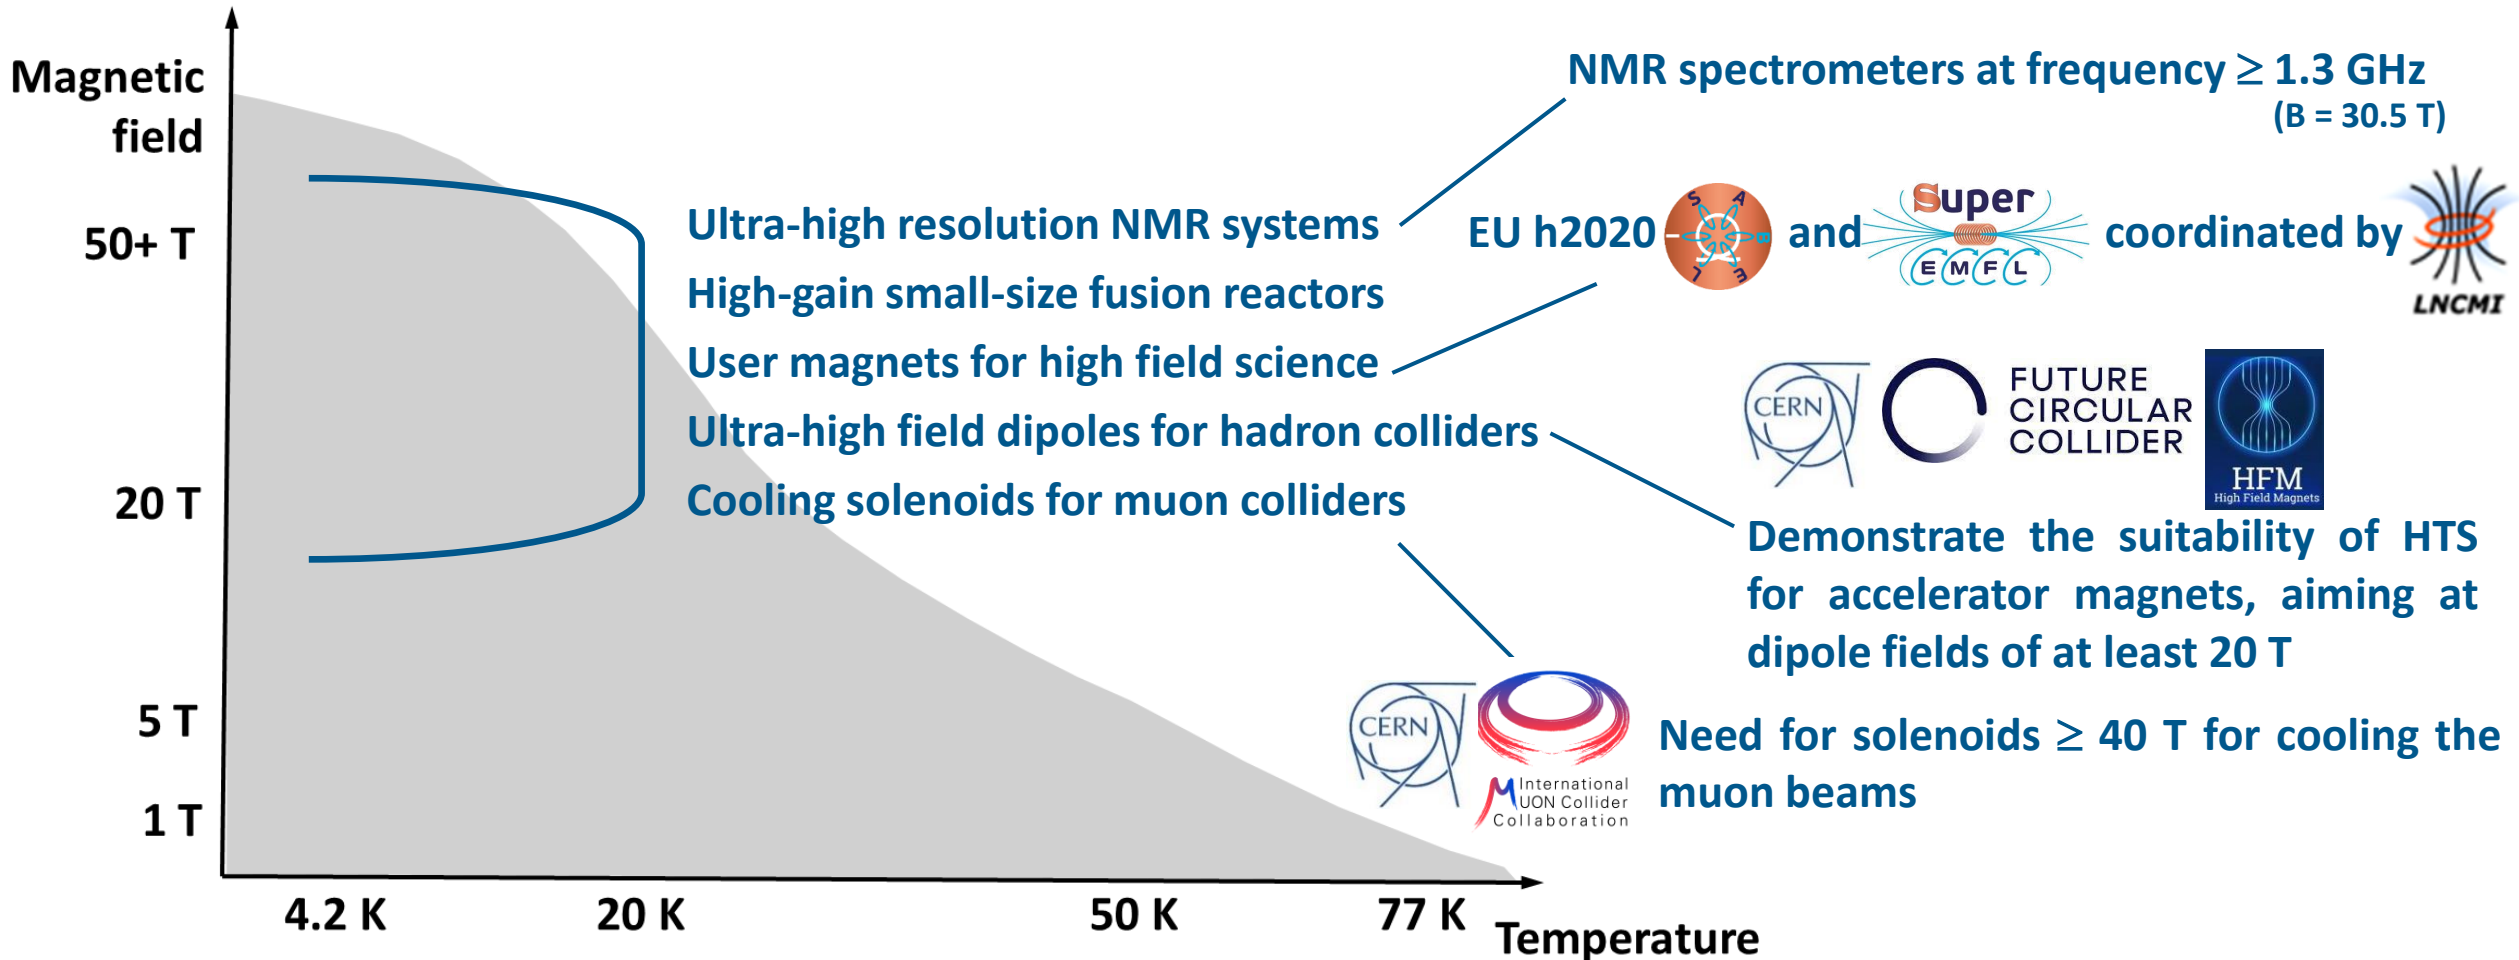 Magnetic
field
50+ T
20 T
5 T
1 T
4.2 K
20 K
50 K
77 K
Temperature
Ultra-high resolution NMR systems
High-gain small-size fusion reactors
User magnets for high field science
Ultra-high field dipoles for hadron colliders
Cooling solenoids for muon colliders
NMR spectrometers at frequency ≥ 1.3 GHz
(B = 30.5 T)
EU h2020 ISABEL and Super coordinated by
EMFL
LNCMI
CERN
FUTURE
CIRCULAR
COLLIDER
HFM
High Field Magnets
Demonstrate the suitability of HTS
for accelerator magnets, aiming at
dipole fields of at least 20 T
CERN
International
MUON Collider
Collaboration
Need for solenoids ≥ 40 T for cooling the
muon beams